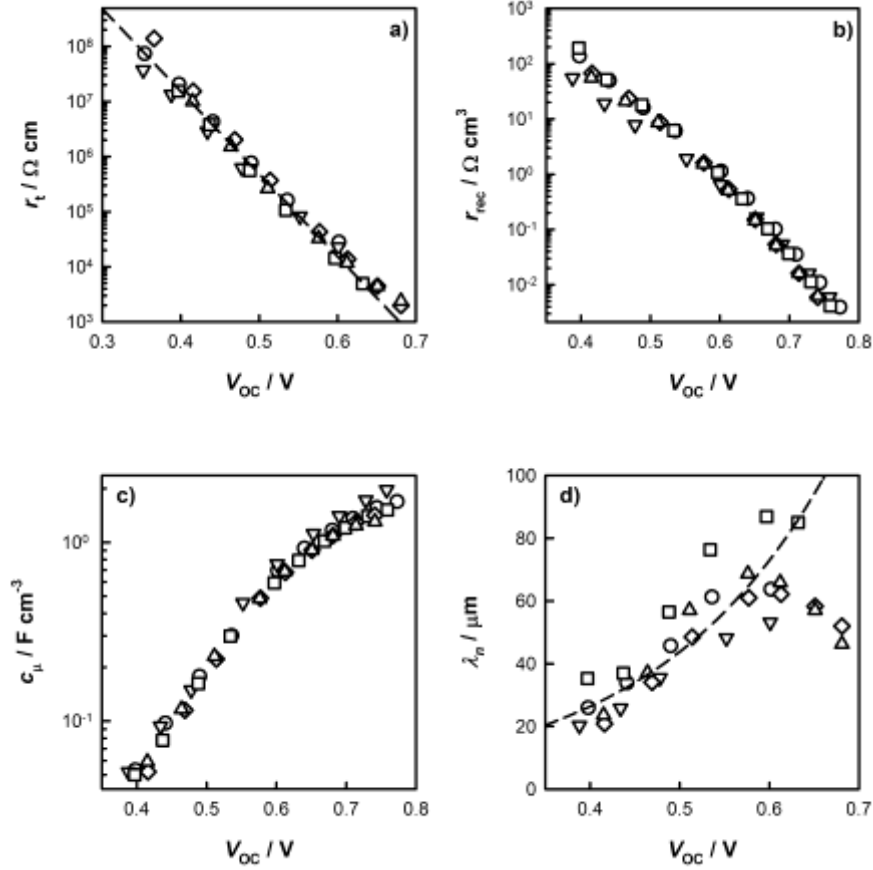 a)
10⁸
10⁷
10⁶
10⁵
10⁴
10³
r_t / Ω cm
0.3 0.4 0.5 0.6 0.7
V_OC / V
b)
10³
10²
10¹
10⁰
10⁻¹
10⁻²
r_rec / Ω cm³
0.4 0.5 0.6 0.7 0.8
V_OC / V
c)
10⁰
10⁻¹
c_μ / F cm⁻³
0.4 0.5 0.6 0.7 0.8
V_OC / V
d)
100
80
60
40
20
0
λ_n / μm
0.4 0.5 0.6 0.7
V_OC / V